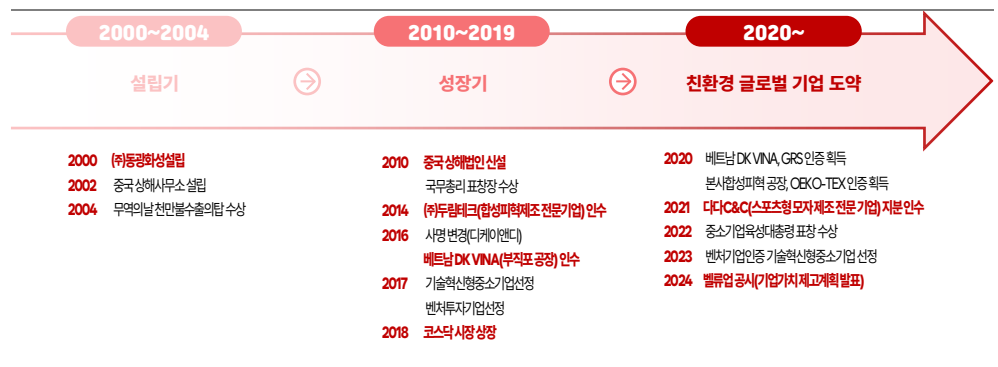 2000~2004
설립기
2010~2019
성장기
2020~
친환경 글로벌 기업 도약
2000 ㈜동광화성설립
2002 중국 상해사무소 설립
2004 무역의날 천만불수출의탑 수상
2010 중국 상해법인 신설
국무총리 표창장 수상
2014 ㈜두림테크(합성피혁제조 전문기업) 인수
2016 사명 변경(디케이앤디)
베트남 DK VINA(부직포 공장) 인수
2017 기술혁신형중소기업선정
벤처투자기업선정
2018 코스닥 시장 상장
2020 베트남 DK VINA, GRS 인증 획득
본사합성피혁 공장, OEKO-TEX 인증 획득
2021 다다C&C(스포츠형 모자 제조 전문 기업) 지분 인수
2022 중소기업육성대총령 표창 수상
2023 벤처기업인증 기술혁신형중소기업 선정
2024 벨류업 공시(기업가치 제고계획 발표)